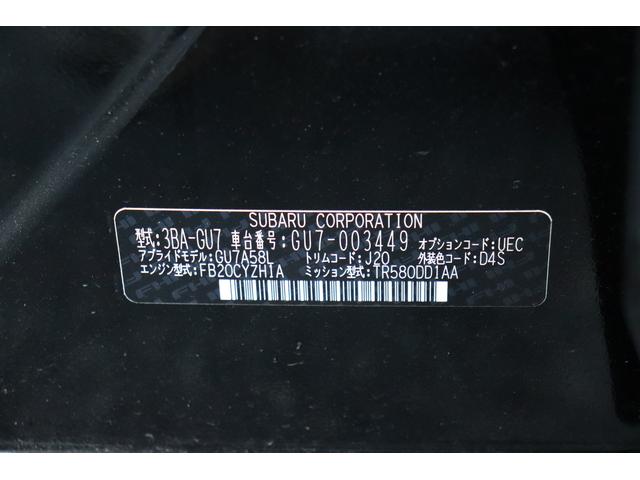 SUBARU CORPORATION
型式:3BA-GU7 車台番号:GU7-003449 オプションコード:UEC
アプライドモデル:GU7A58L トリムコード:J20 外装色コード:D4S
エンジン型式:FB20CYZHIA ミッション型式:TR580DD1AA